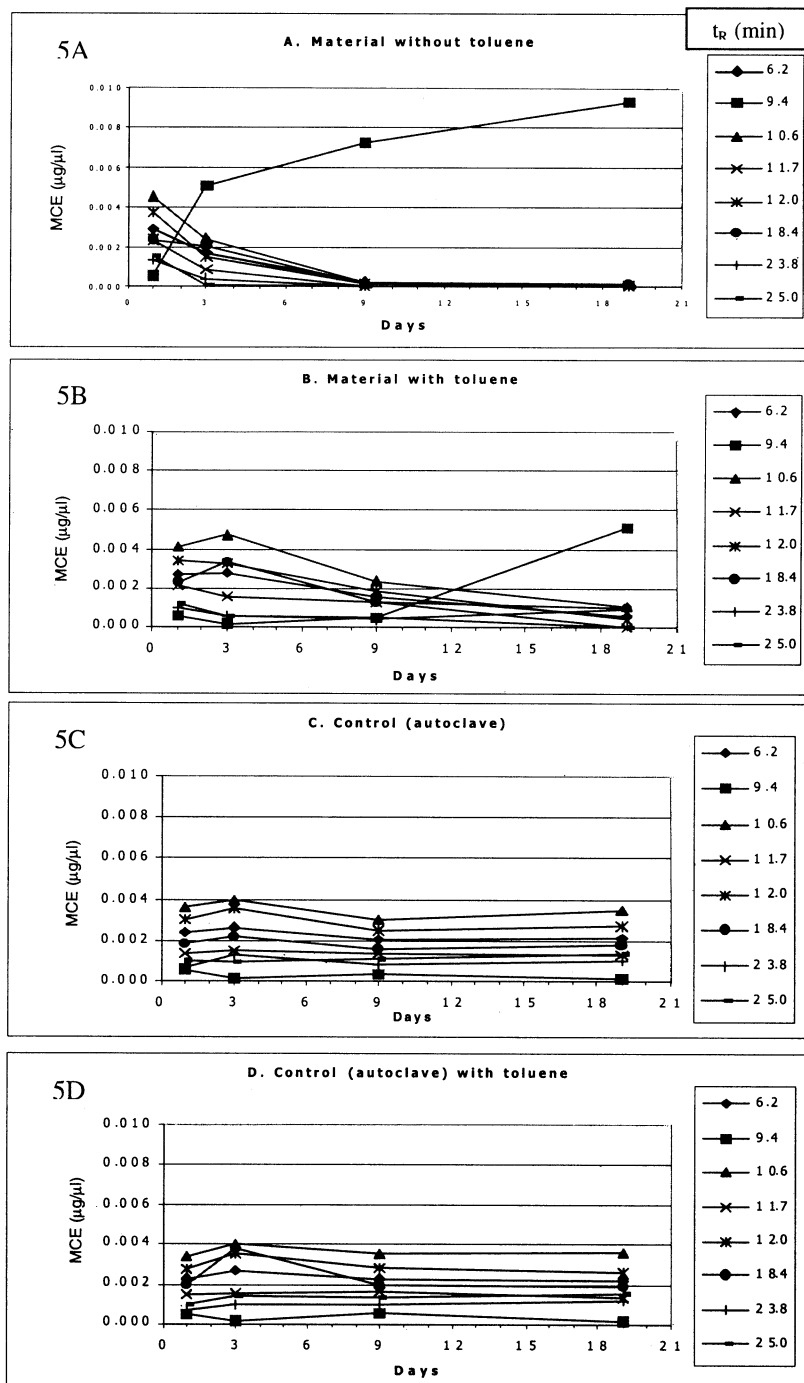 5A
A. Material without toluene
tR (min)
MCE (µg/µl)
0.010
0.008
0.006
0.004
0.002
0.000
0 3 6 9 12 15 18 21
Days
6.2
9.4
10.6
11.7
12.0
18.4
23.8
25.0
5B
B. Material with toluene
MCE (µg/µl)
0.010
0.008
0.006
0.004
0.002
0.000
0 3 6 9 12 15 18 21
Days
6.2
9.4
10.6
11.7
12.0
18.4
23.8
25.0
5C
C. Control (autoclave)
MCE (µg/µl)
0.010
0.008
0.006
0.004
0.002
0.000
0 3 6 9 12 15 18 21
Days
6.2
9.4
10.6
11.7
12.0
18.4
23.8
25.0
5D
D. Control (autoclave) with toluene
MCE (µg/µl)
0.010
0.008
0.006
0.004
0.002
0.000
0 3 6 9 12 15 18 21
Days
6.2
9.4
10.6
11.7
12.0
18.4
23.8
25.0